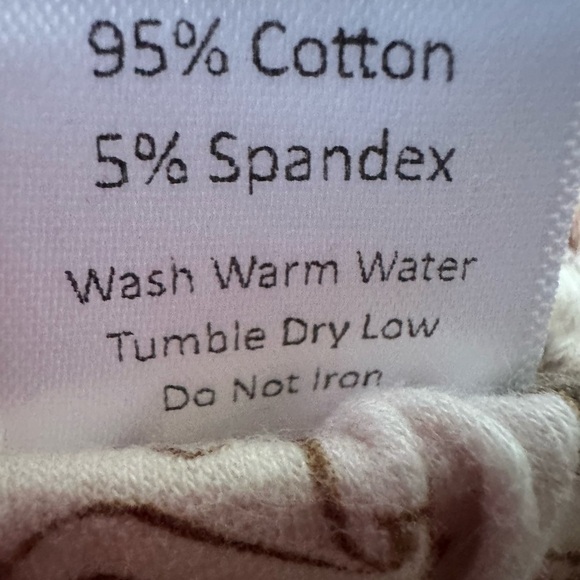 95% Cotton
5% Spandex
Wash Warm Water
Tumble Dry Low
Do Not Iron